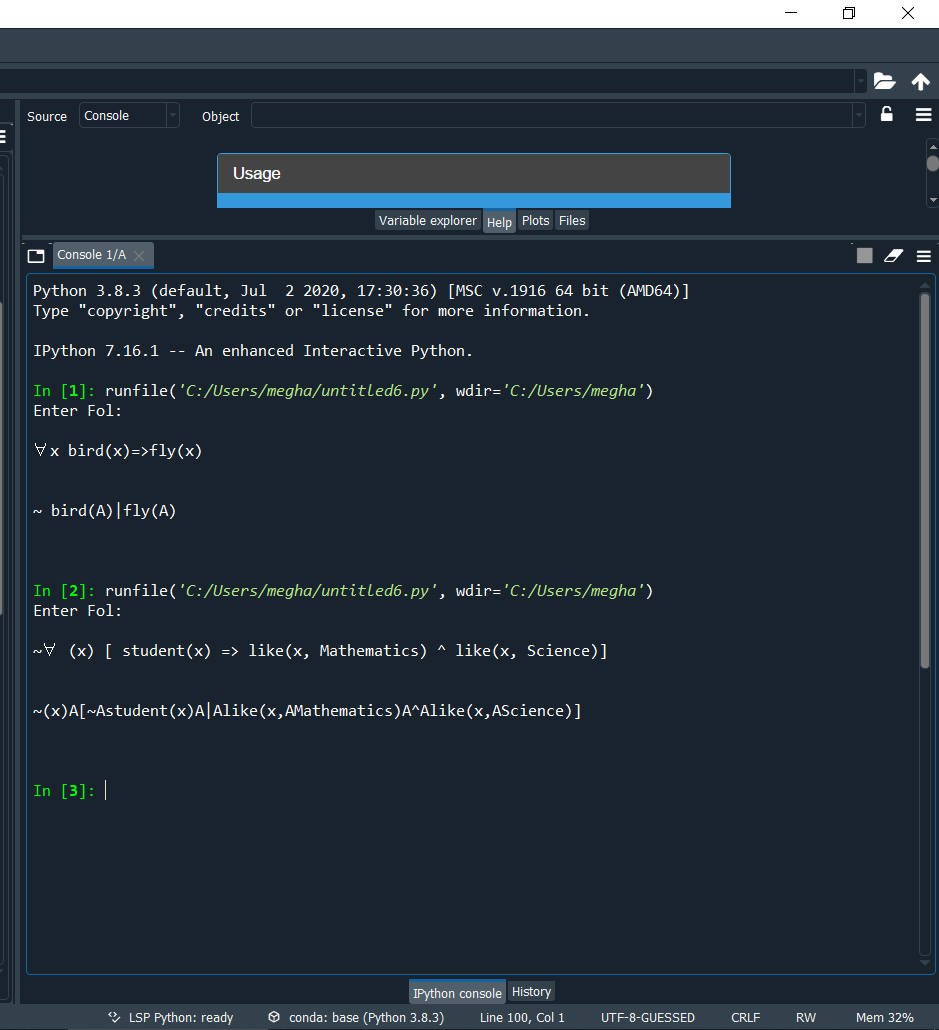 Source Console Object
Usage
Variable explorer Help Plots Files
Console 1/A
Python 3.8.3 (default, Jul  2 2020, 17:30:36) [MSC v.1916 64 bit (AMD64)]
Type "copyright", "credits" or "license" for more information.
IPython 7.16.1 -- An enhanced Interactive Python.
In [1]: runfile('C:/Users/megha/untitled6.py', wdir='C:/Users/megha')
Enter Fol:
∀x bird(x)=>fly(x)
~ bird(A)|fly(A)
In [2]: runfile('C:/Users/megha/untitled6.py', wdir='C:/Users/megha')
Enter Fol:
~∀ (x) [ student(x) => like(x, Mathematics) ^ like(x, Science)]
~(x)A[~Astudent(x)A|Alike(x,AMathematics)A^Alike(x,AScience)]
In [3]:
IPython console History
LSP Python: ready conda: base (Python 3.8.3) Line 100, Col 1 UTF-8-GUESSED CRLF RW Mem 32%